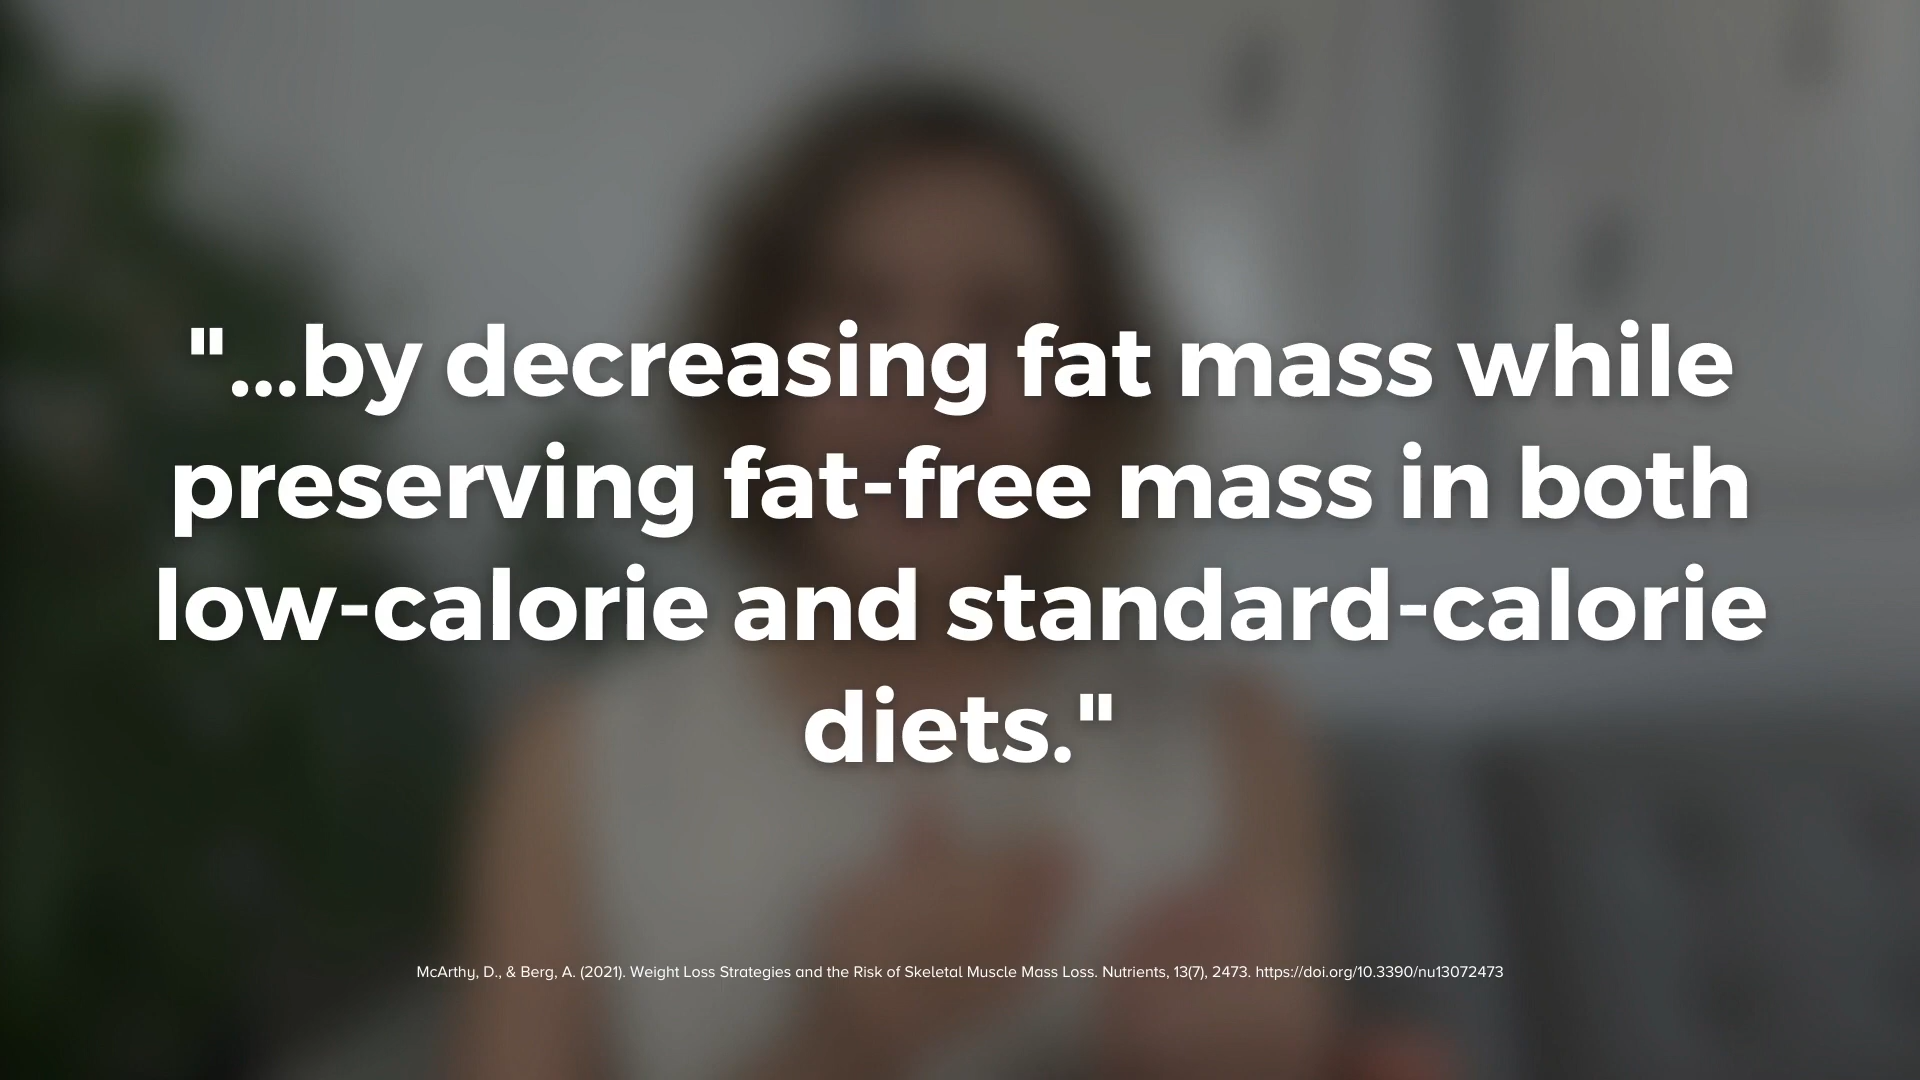 "...by decreasing fat mass while
preserving fat-free mass in both
low-calorie and standard-calorie
diets."
McArthy, D., & Berg, A. (2021). Weight Loss Strategies and the Risk of Skeletal Muscle Mass Loss. Nutrients, 13(7), 2473. https://doi.org/10.3390/nu13072473